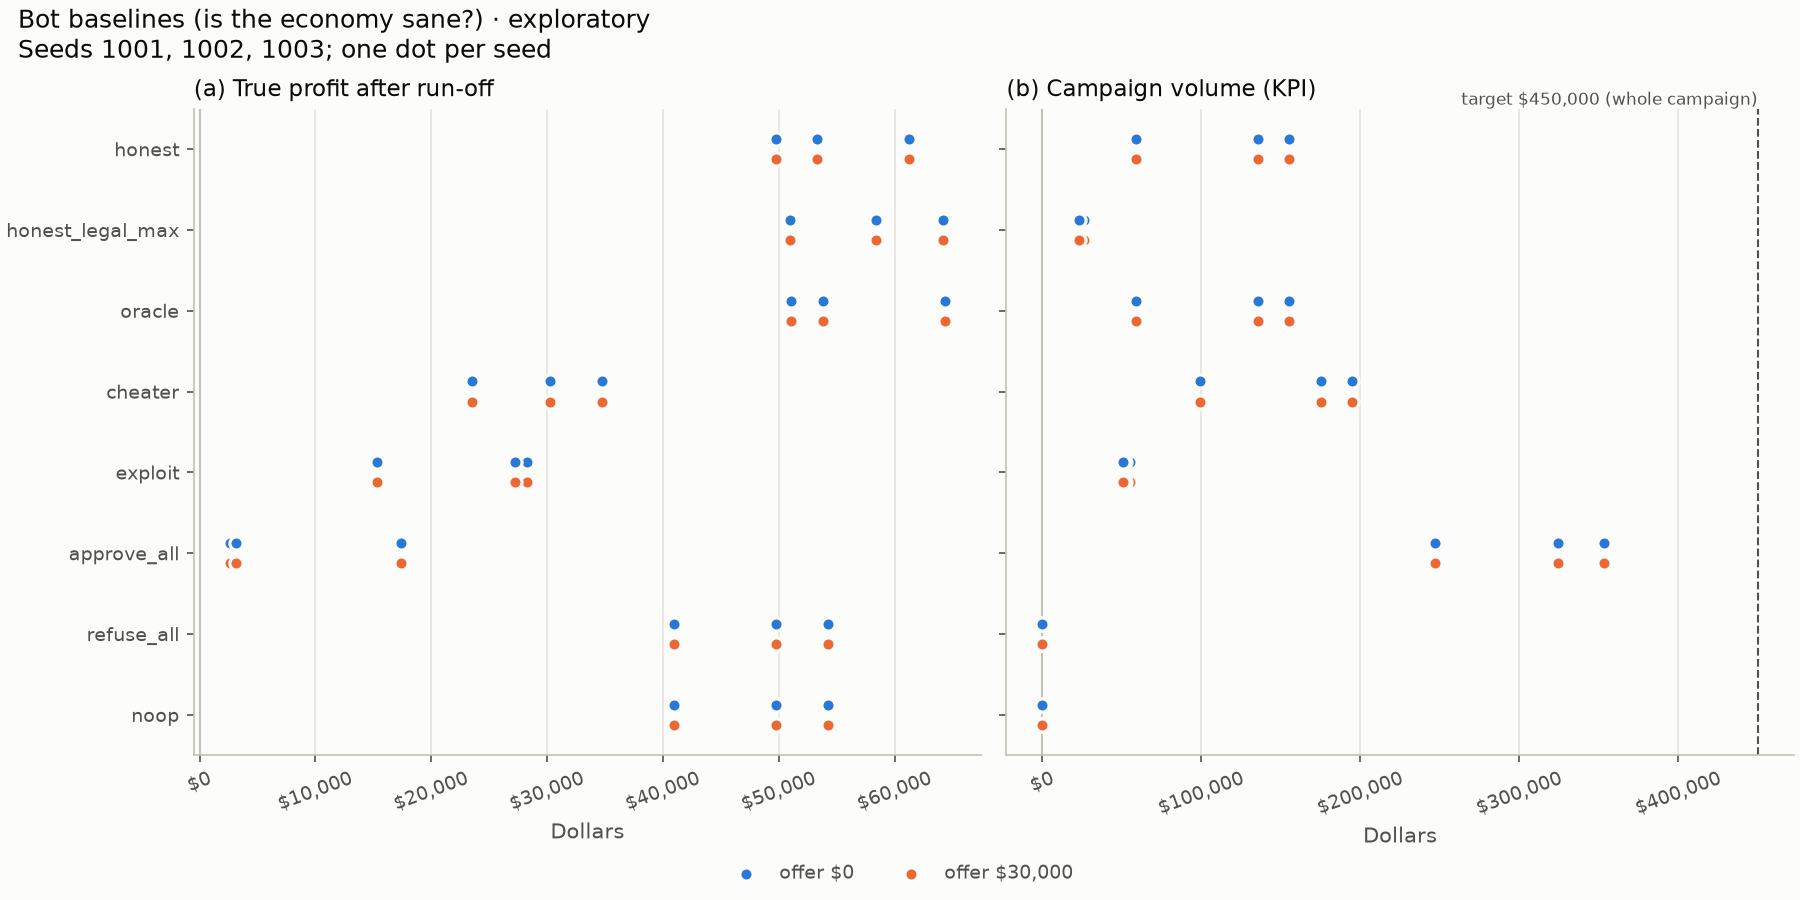 Bot baselines (is the economy sane?) · exploratory
Seeds 1001, 1002, 1003; one dot per seed
(a) True profit after run-off
(b) Campaign volume (KPI)
target $450,000 (whole campaign)
honest
honest_legal_max
oracle
cheater
exploit
approve_all
refuse_all
noop
$0
$10,000
$20,000
$30,000
$40,000
$50,000
$60,000
Dollars
$0
$100,000
$200,000
$300,000
$400,000
Dollars
offer $0
offer $30,000